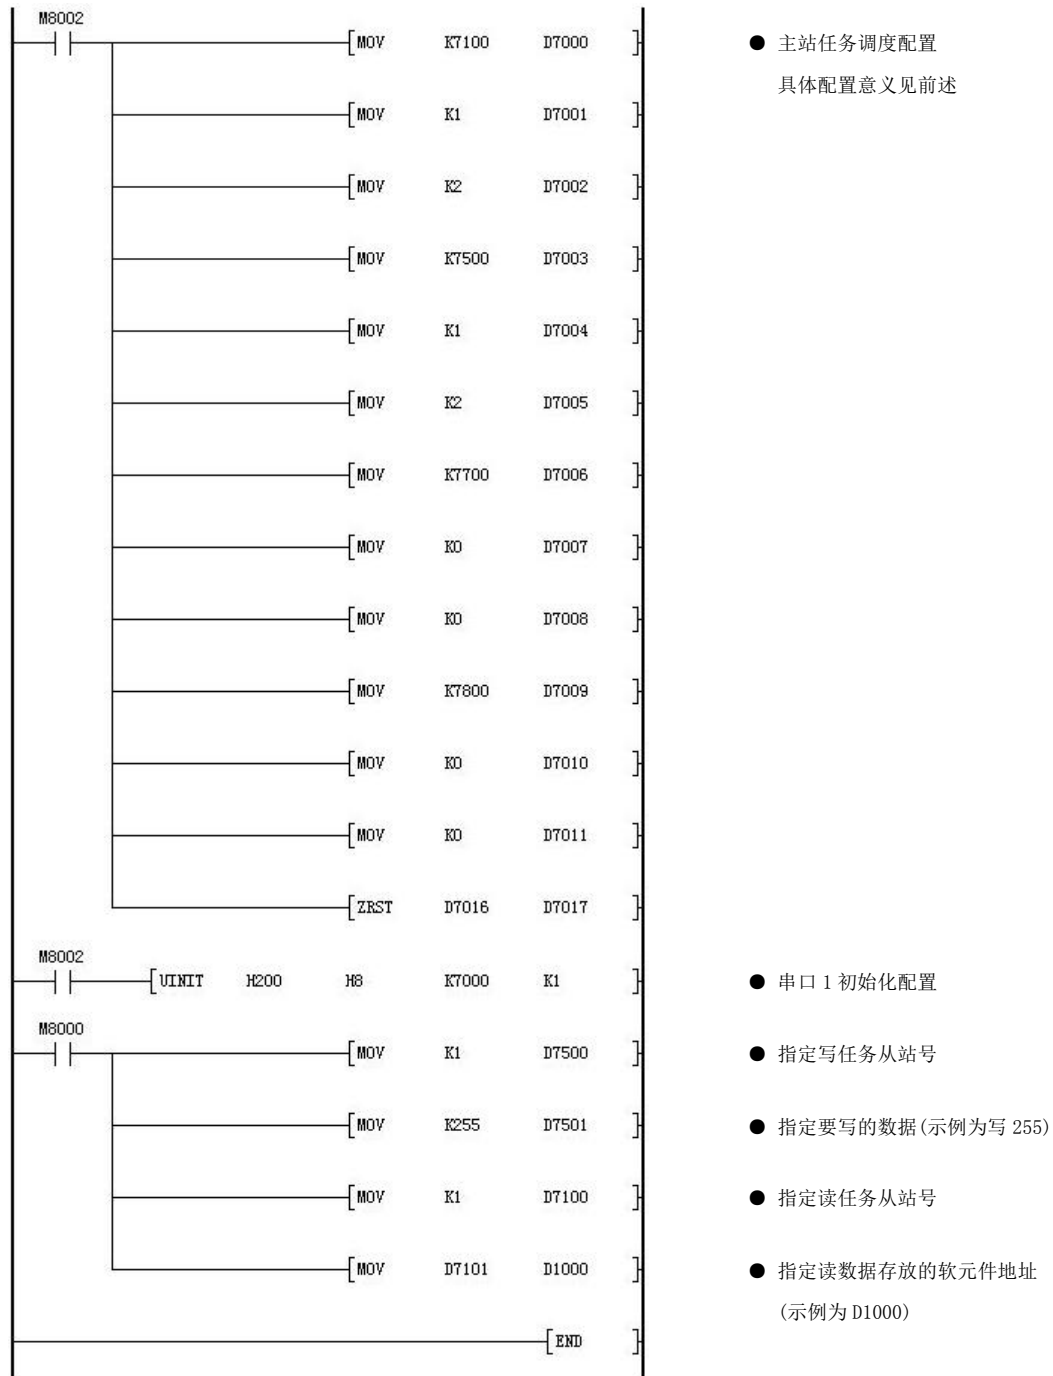 M8002
[MOV K7100 D7000 ]
● 主站任务调度配置
具体配置意义见前述
[MOV K1 D7001 ]
[MOV K2 D7002 ]
[MOV K7500 D7003 ]
[MOV K1 D7004 ]
[MOV K2 D7005 ]
[MOV K7700 D7006 ]
[MOV K0 D7007 ]
[MOV K0 D7008 ]
[MOV K7800 D7009 ]
[MOV K0 D7010 ]
[MOV K0 D7011 ]
[ZRST D7016 D7017 ]
M8002
[UINIT H200 H8 K7000 K1 ]
● 串口 1 初始化配置
M8000
[MOV K1 D7500 ]
● 指定写任务从站号
[MOV K255 D7501 ]
● 指定要写的数据(示例为写 255)
[MOV K1 D7100 ]
● 指定读任务从站号
[MOV D7101 D1000 ]
● 指定读数据存放的软元件地址
(示例为 D1000)
[END ]